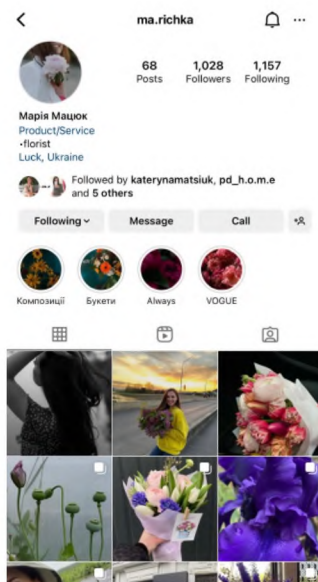 ma.richka
68 1,028 1,157
Posts Followers Following
Марія Мацюк
Product/Service
•florist
Luck, Ukraine
Followed by katerynamatsiuk, pd_h.o.m.e
and 5 others
Following Message Call
Композиції Букети Always VOGUE